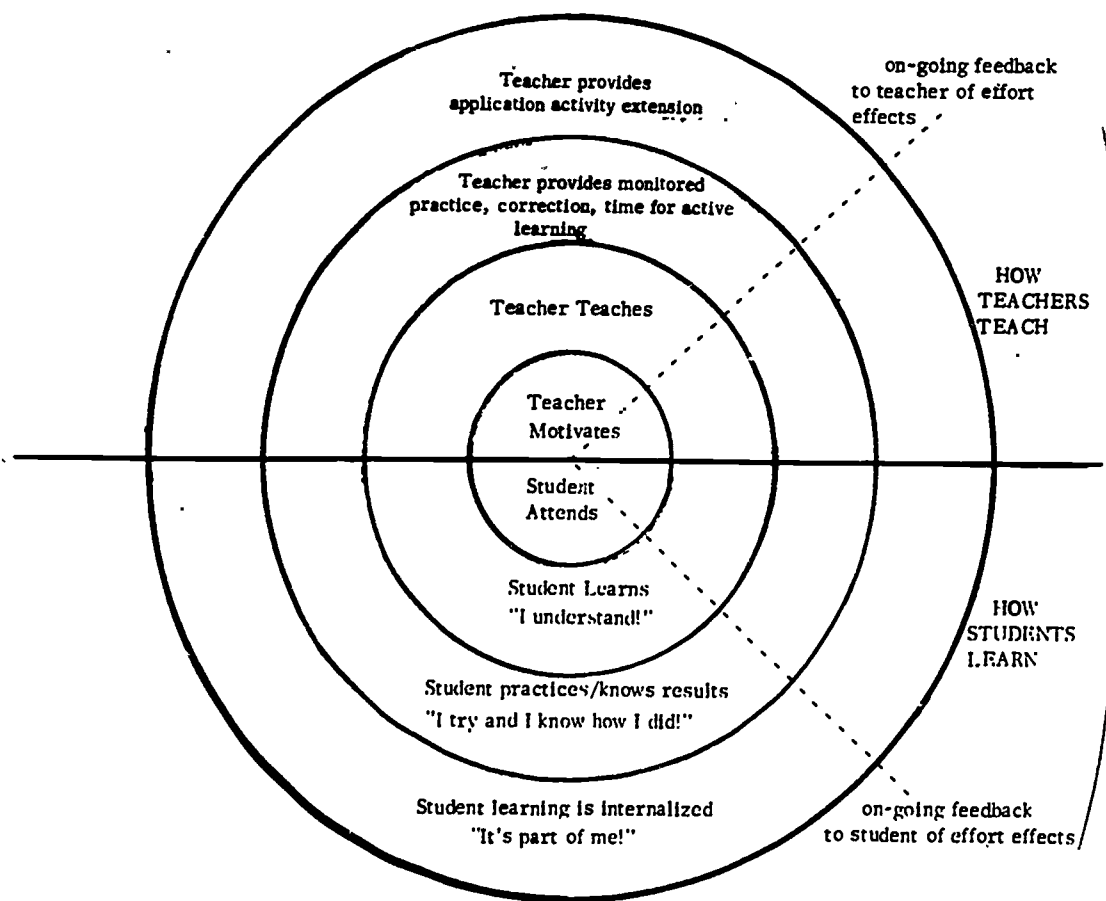 Teacher provides
application activity extension
on-going feedback
to teacher of effort
effects
Teacher provides monitored
practice, correction, time for active
learning
HOW
TEACHERS
TEACH
Teacher Teaches
Teacher
Motivates
Student
Attends
Student Learns
"I understand!"
HOW
STUDENTS
LEARN
Student practices/knows results
"I try and I know how I did!"
Student learning is internalized
"It's part of me!"
on-going feedback
to student of effort effects